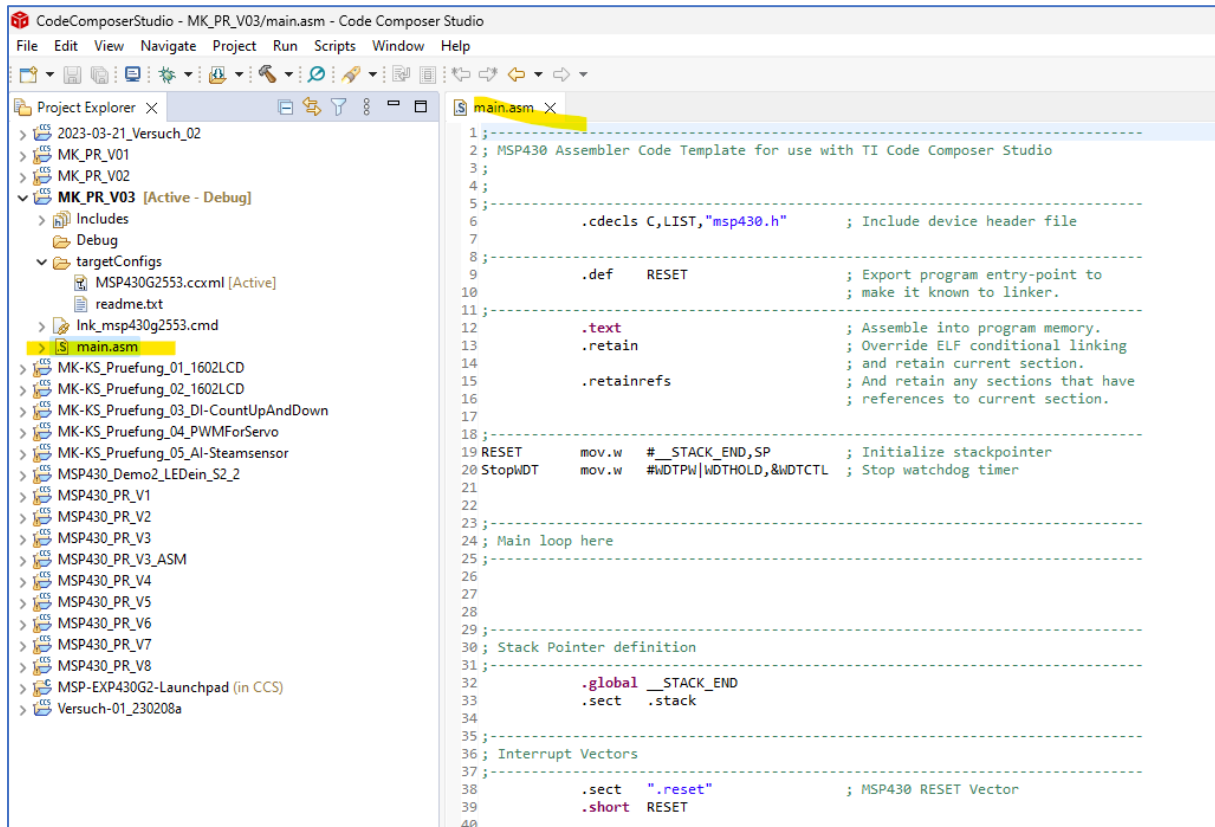 CodeComposerStudio - MK_PR_V03/main.asm - Code Composer Studio
File Edit View Navigate Project Run Scripts Window Help
Project Explorer
2023-03-21_Versuch_02
MK_PR_V01
MK_PR_V02
MK_PR_V03 [Active - Debug]
Includes
Debug
targetConfigs
MSP430G2553.ccxml [Active]
readme.txt
lnk_msp430g2553.cmd
main.asm
MK-KS_Pruefung_01_1602LCD
MK-KS_Pruefung_02_1602LCD
MK-KS_Pruefung_03_DI-CountUpAndDown
MK-KS_Pruefung_04_PWMForServo
MK-KS_Pruefung_05_AI-Steamsensor
MSP430_Demo2_LEDein_S2_2
MSP430_PR_V1
MSP430_PR_V2
MSP430_PR_V3
MSP430_PR_V3_ASM
MSP430_PR_V4
MSP430_PR_V5
MSP430_PR_V6
MSP430_PR_V7
MSP430_PR_V8
MSP-EXP430G2-Launchpad (in CCS)
Versuch-01_230208a
main.asm
1 ;-------------------------------------------------------------------------------
2 ; MSP430 Assembler Code Template for use with TI Code Composer Studio
3 ;
4 ;
5 ;-------------------------------------------------------------------------------
6 .cdecls C,LIST,"msp430.h" ; Include device header file
7
8 ;-------------------------------------------------------------------------------
9 .def RESET ; Export program entry-point to
10 ; make it known to linker.
11 ;-------------------------------------------------------------------------------
12 .text ; Assemble into program memory.
13 .retain ; Override ELF conditional linking
14 ; and retain current section.
15 .retainrefs ; And retain any sections that have
16 ; references to current section.
17
18 ;-------------------------------------------------------------------------------
19 RESET mov.w #__STACK_END,SP ; Initialize stackpointer
20 StopWDT mov.w #WDTPW|WDTHOLD,&WDTCTL ; Stop watchdog timer
21
22
23 ;-------------------------------------------------------------------------------
24 ; Main loop here
25 ;-------------------------------------------------------------------------------
26
27
28
29 ;-------------------------------------------------------------------------------
30 ; Stack Pointer definition
31 ;-------------------------------------------------------------------------------
32 .global __STACK_END
33 .sect .stack
34
35 ;-------------------------------------------------------------------------------
36 ; Interrupt Vectors
37 ;-------------------------------------------------------------------------------
38 .sect ".reset" ; MSP430 RESET Vector
39 .short RESET
40